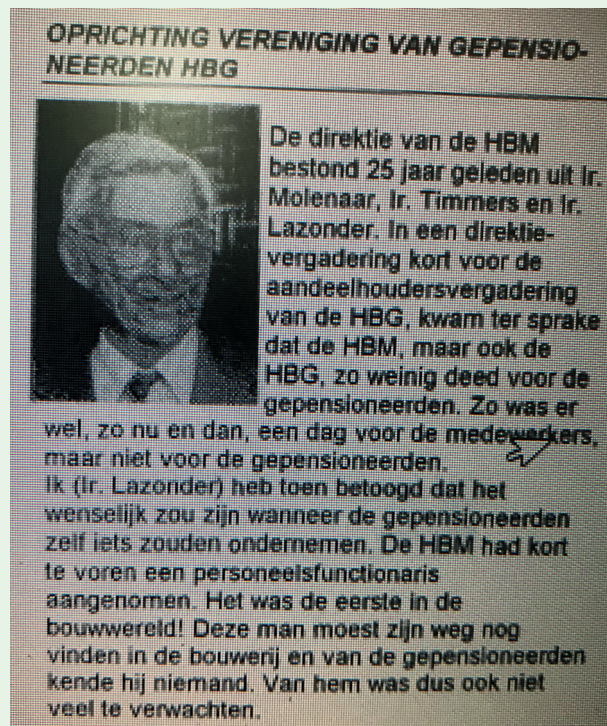 OPRICHTING VERENIGING VAN GEPENSIO-
NEERDEN HBG
De direktie van de HBM
bestond 25 jaar geleden uit Ir.
Molenaar, Ir. Timmers en Ir.
Lazonder. In een direktie-
vergadering kort voor de
aandeelhoudersvergadering
van de HBG, kwam ter sprake
dat de HBM, maar ook de
HBG, zo weinig deed voor de
gepensioneerden. Zo was er
wel, zo nu en dan, een dag voor de medewerkers,
maar niet voor de gepensioneerden.
Ik (Ir. Lazonder) heb toen betoogd dat het
wenselijk zou zijn wanneer de gepensioneerden
zelf iets zouden ondernemen. De HBM had kort
te voren een personeelsfunctionaris
aangenomen. Het was de eerste in de
bouwwereld! Deze man moest zijn weg nog
vinden in de bouwerij en van de gepensioneerden
kende hij niemand. Van hem was dus ook niet
veel te verwachten.